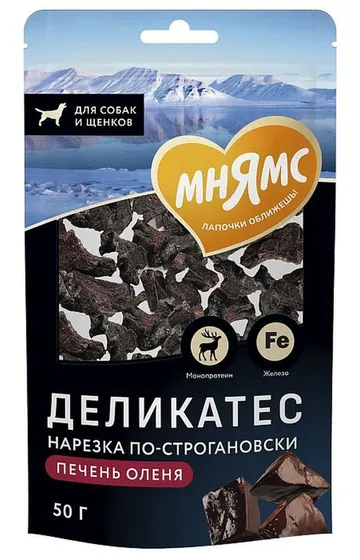 ДЛЯ СОБАК
И ЩЕНКОВ
МНЯМС
ЛАПОЧКИ ОБЛИЖЕШЬ!
Fe
Монопротеин
Железо
ДЕЛИКАТЕС
НАРЕЗКА ПО-СТРОГАНОВСКИ
ПЕЧЕНЬ ОЛЕНЯ
50 Г